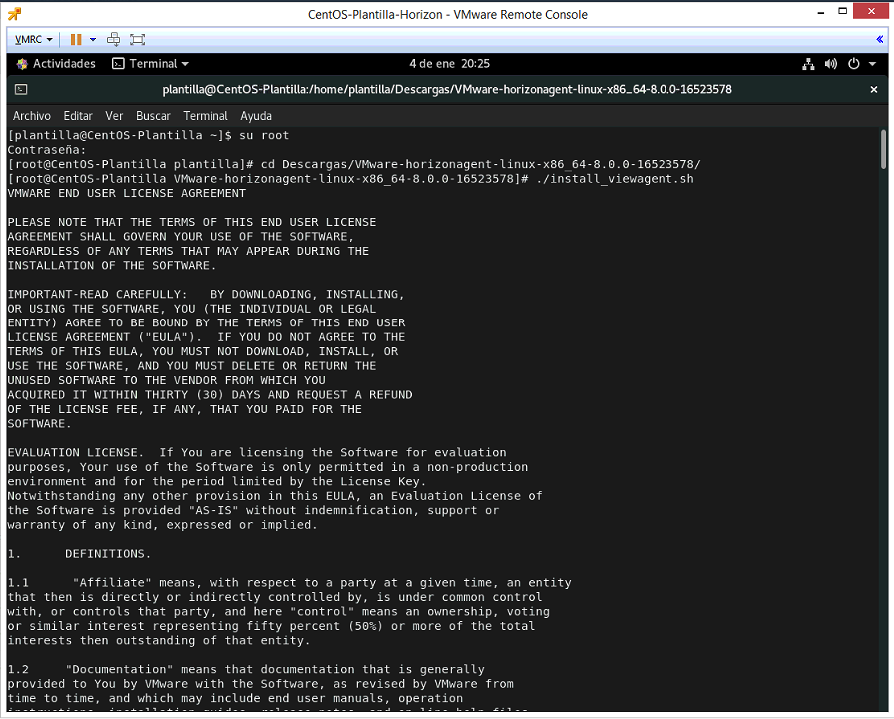 CentOS-Plantilla-Horizon - VMware Remote Console
VMRC
Actividades Terminal 4 de ene 20:25
plantilla@CentOS-Plantilla:/home/plantilla/Descargas/VMware-horizonagent-linux-x86_64-8.0.0-16523578
Archivo Editar Ver Buscar Terminal Ayuda
[plantilla@CentOS-Plantilla ~]$ su root
Contraseña:
[root@CentOS-Plantilla plantilla]# cd Descargas/VMware-horizonagent-linux-x86_64-8.0.0-16523578/
[root@CentOS-Plantilla VMware-horizonagent-linux-x86_64-8.0.0-16523578]# ./install_viewagent.sh
VMWARE END USER LICENSE AGREEMENT
PLEASE NOTE THAT THE TERMS OF THIS END USER LICENSE
AGREEMENT SHALL GOVERN YOUR USE OF THE SOFTWARE,
REGARDLESS OF ANY TERMS THAT MAY APPEAR DURING THE
INSTALLATION OF THE SOFTWARE.
IMPORTANT-READ CAREFULLY:   BY DOWNLOADING, INSTALLING,
OR USING THE SOFTWARE, YOU (THE INDIVIDUAL OR LEGAL
ENTITY) AGREE TO BE BOUND BY THE TERMS OF THIS END USER
LICENSE AGREEMENT ("EULA").  IF YOU DO NOT AGREE TO THE
TERMS OF THIS EULA, YOU MUST NOT DOWNLOAD, INSTALL, OR
USE THE SOFTWARE, AND YOU MUST DELETE OR RETURN THE
UNUSED SOFTWARE TO THE VENDOR FROM WHICH YOU
ACQUIRED IT WITHIN THIRTY (30) DAYS AND REQUEST A REFUND
OF THE LICENSE FEE, IF ANY, THAT YOU PAID FOR THE
SOFTWARE.
EVALUATION LICENSE.  If You are licensing the Software for evaluation
purposes, Your use of the Software is only permitted in a non-production
environment and for the period limited by the License Key.
Notwithstanding any other provision in this EULA, an Evaluation License of
the Software is provided "AS-IS" without indemnification, support or
warranty of any kind, expressed or implied.
1.      DEFINITIONS.
1.1      "Affiliate" means, with respect to a party at a given time, an entity
that then is directly or indirectly controlled by, is under common control
with, or controls that party, and here "control" means an ownership, voting
or similar interest representing fifty percent (50%) or more of the total
interests then outstanding of that entity.
1.2     "Documentation" means that documentation that is generally
provided to You by VMware with the Software, as revised by VMware from
time to time, and which may include end user manuals, operation
instructions, installation guides, release notes, and on-line help files